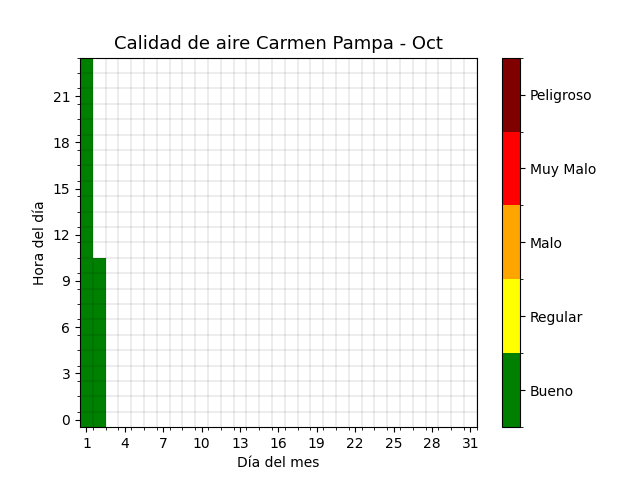 Calidad de aire Carmen Pampa - Oct
Hora del día
21
18
15
12
9
6
3
0
1 4 7 10 13 16 19 22 25 28 31
Día del mes
Peligroso
Muy Malo
Malo
Regular
Bueno